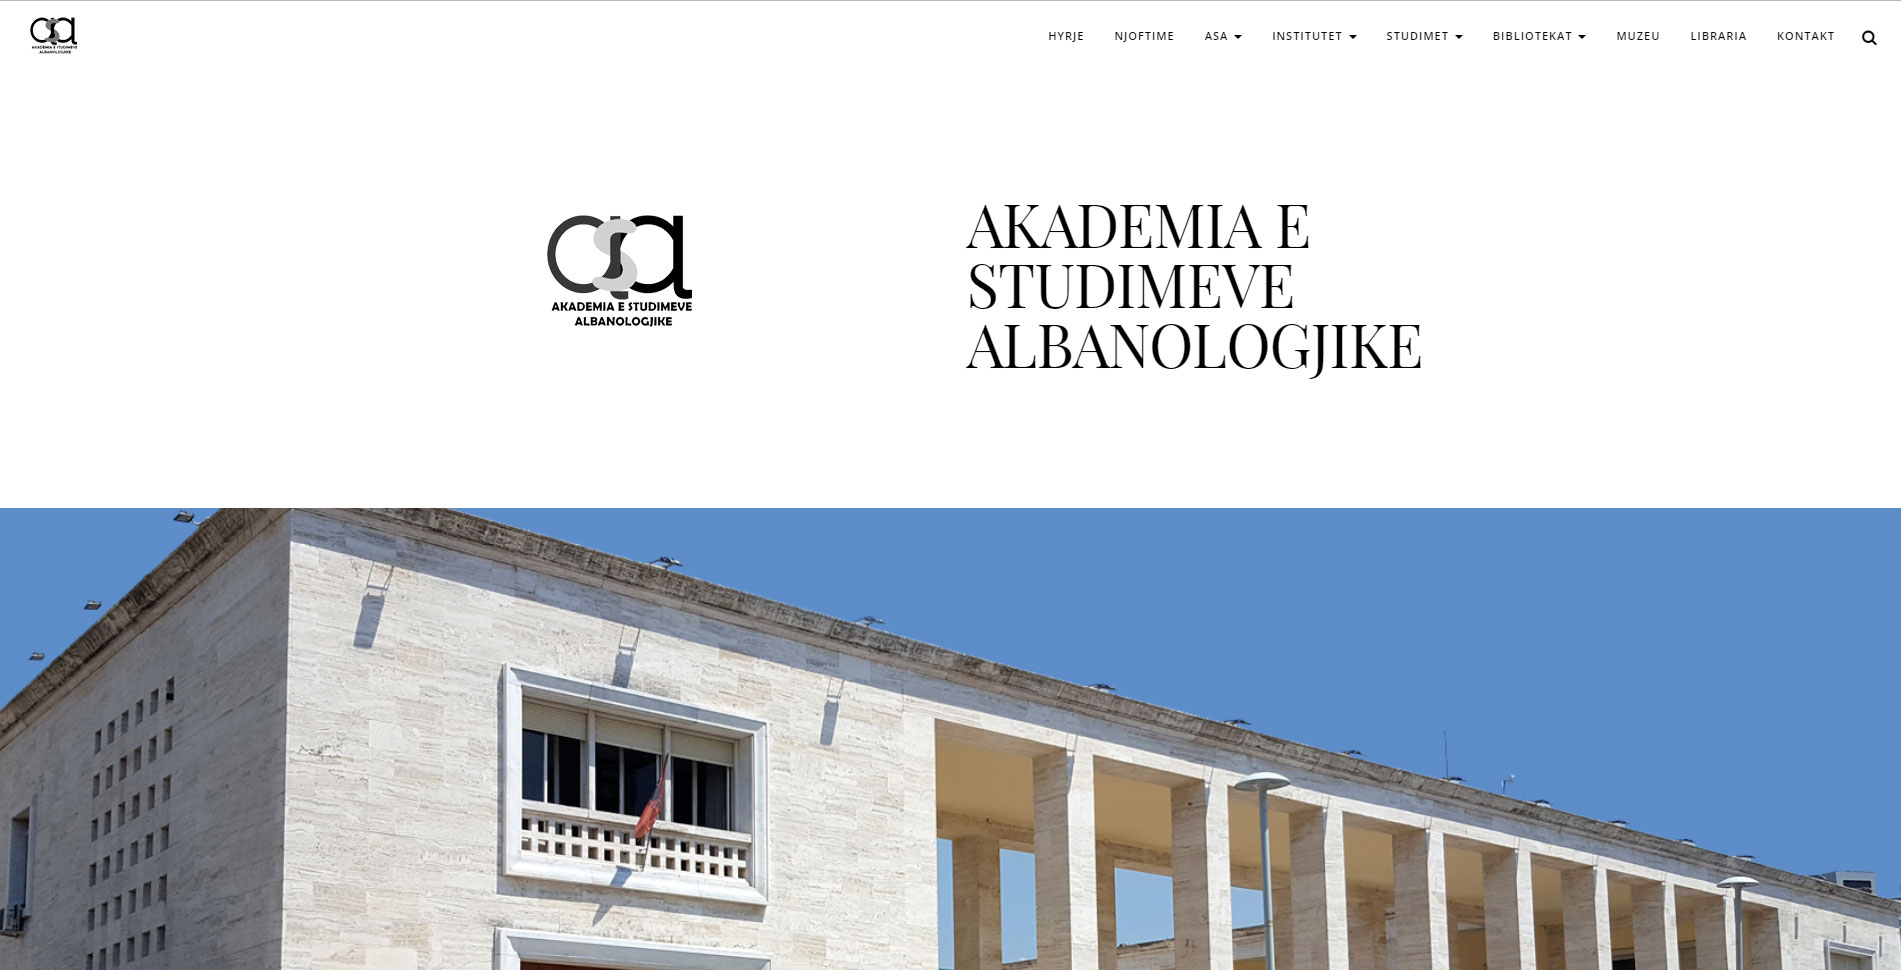 asa
AKADEMIA E STUDIMEVE
ALBANOLOGJIKE
HYRJE NJOFTIME ASA INSTITUTET STUDIMET BIBLIOTEKAT MUZEU LIBRARIA KONTAKT
asa
AKADEMIA E STUDIMEVE
ALBANOLOGJIKE
AKADEMIA E
STUDIMEVE
ALBANOLOGJIKE